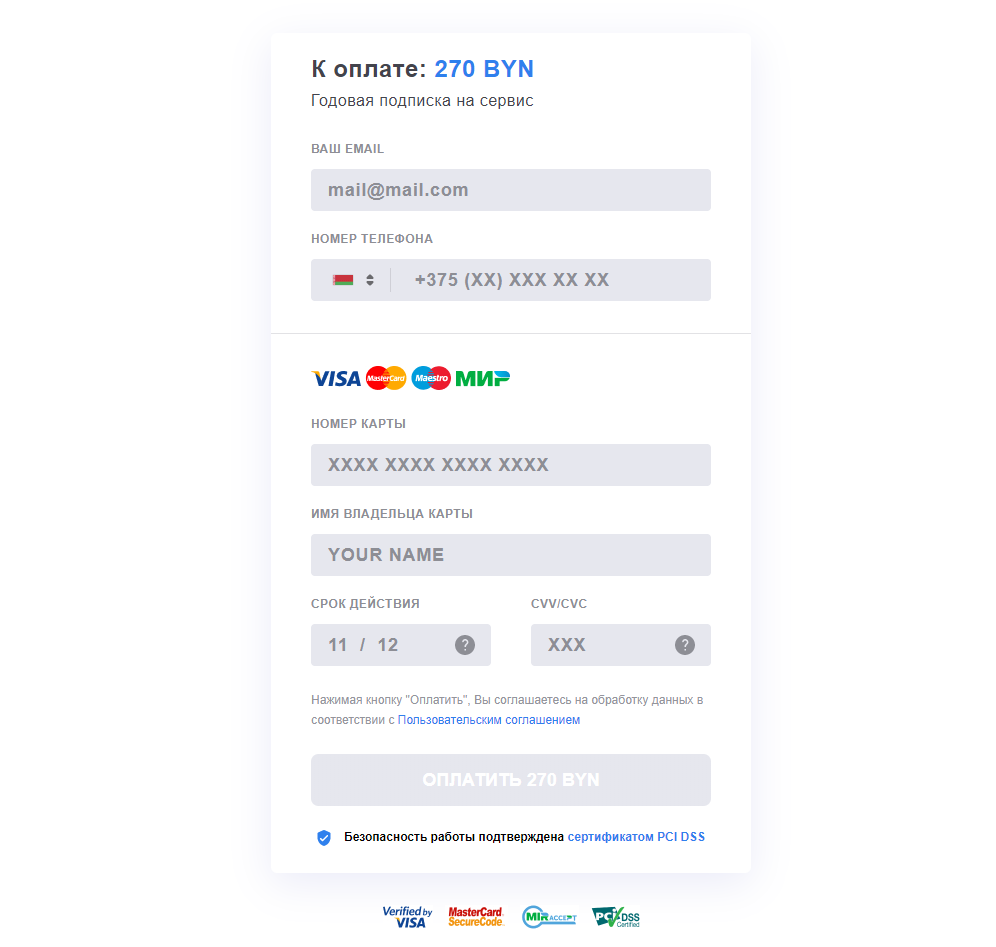 К оплате: 270 BYN
Годовая подписка на сервис
ВАШ EMAIL
mail@mail.com
НОМЕР ТЕЛЕФОНА
+375 (XX) XXX XX XX
VISA MasterCard Maestro МИР
НОМЕР КАРТЫ
XXXX XXXX XXXX XXXX
ИМЯ ВЛАДЕЛЬЦА КАРТЫ
YOUR NAME
СРОК ДЕЙСТВИЯ CVV/CVC
11 / 12 ? XXX ?
Нажимая кнопку "Оплатить", Вы соглашаетесь на обработку данных в
соответствии с Пользовательским соглашением
ОПЛАТИТЬ 270 BYN
Безопасность работы подтверждена сертификатом PCI DSS
Verified by MasterCard. MIR ACCEPT PCI DSS
VISA SecureCode. Certified